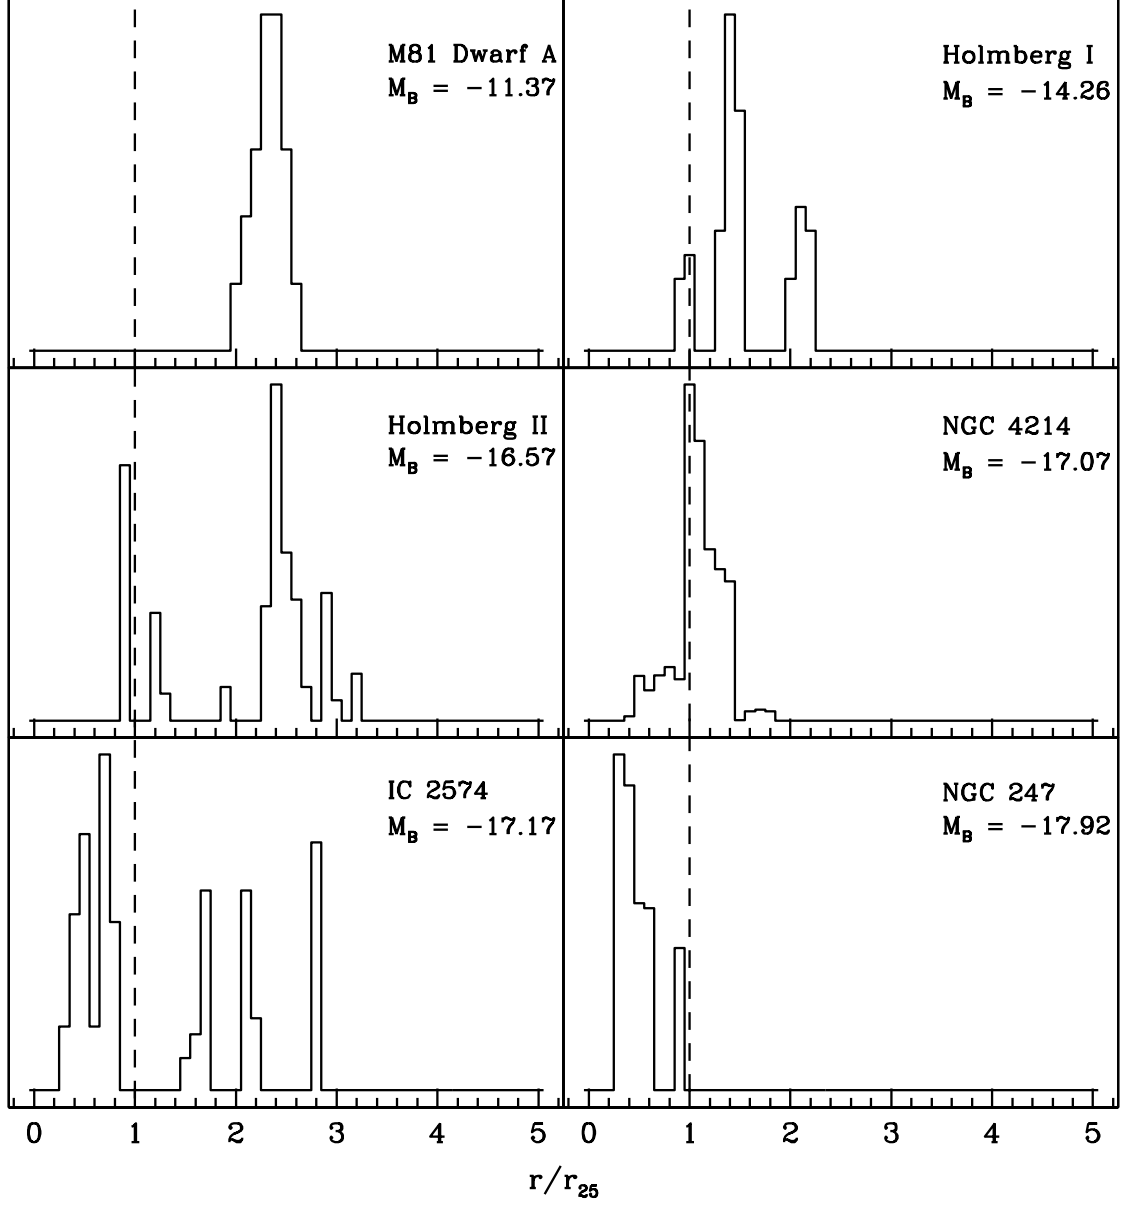 M81 Dwarf A
M_B = −11.37
Holmberg I
M_B = −14.26
Holmberg II
M_B = −16.57
NGC 4214
M_B = −17.07
IC 2574
M_B = −17.17
NGC 247
M_B = −17.92
0 1 2 3 4 5 0 1 2 3 4 5
r/r_25